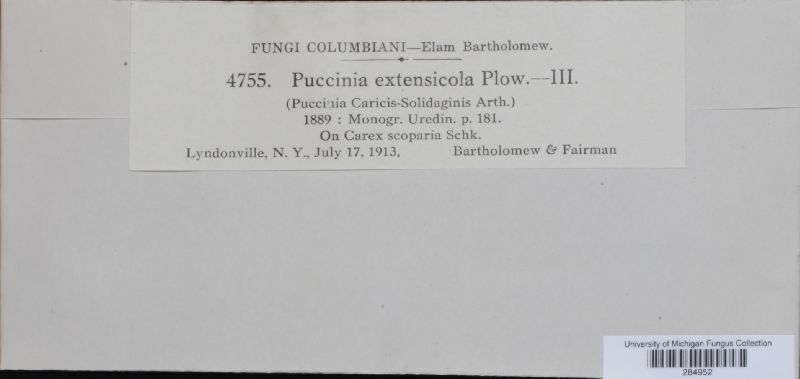 FUNGI COLUMBIANI—Elam Bartholomew.
4755. Puccinia extensicola Plow.—III.
(Puccinia Caricis-Solidaginis Arth.)
1889 : Monogr. Uredin. p. 181.
On Carex scoparia Schk.
Lyndonville, N. Y., July 17, 1913, Bartholomew & Fairman
University of Michigan Fungus Collection
284952